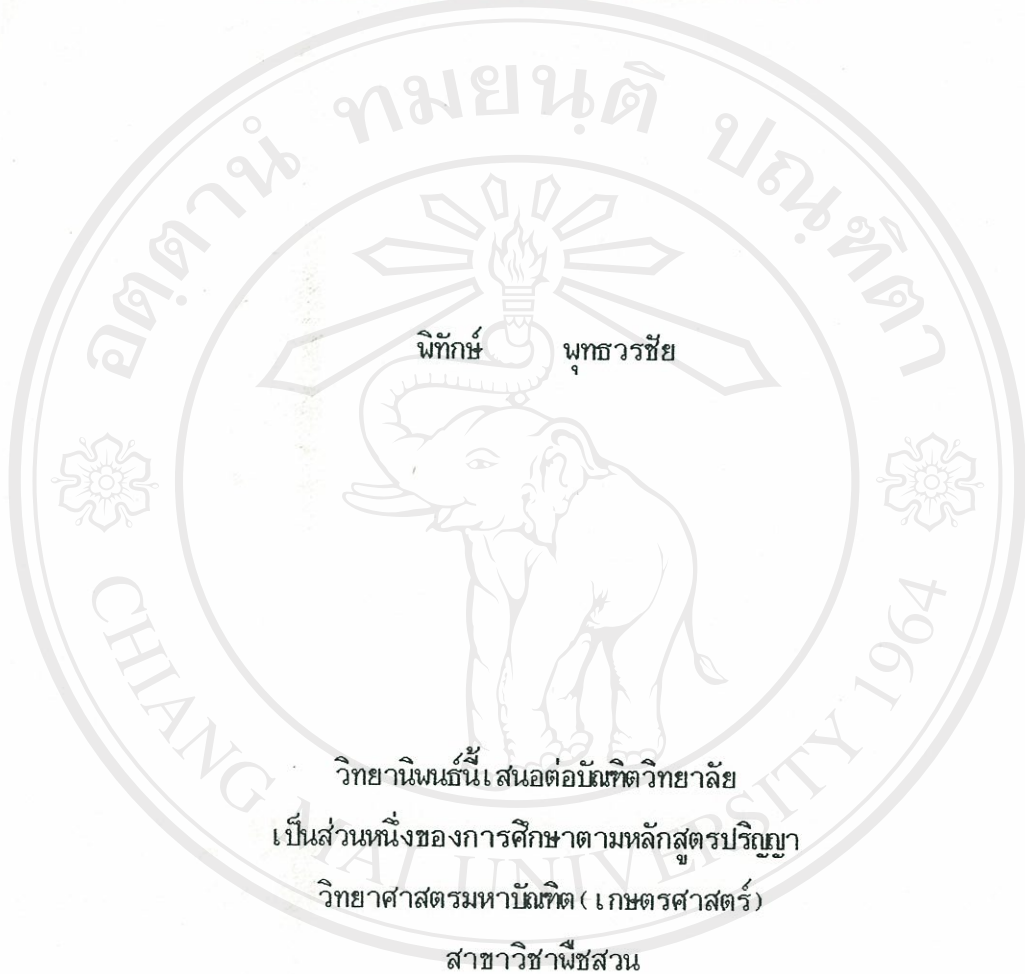 อตฺตานํ ทมยนฺติ ปณฺฑิตา
พิทักษ์ พุทธวรชัย
วิทยานิพนธ์นี้เสนอต่อบัณฑิตวิทยาลัย
เป็นส่วนหนึ่งของการศึกษาตามหลักสูตรปริญญา
วิทยาศาสตรมหาบัณฑิต(เกษตรศาสตร์)
สาขาวิชาพืชสวน
CHIANG MAI UNIVERSITY 1964